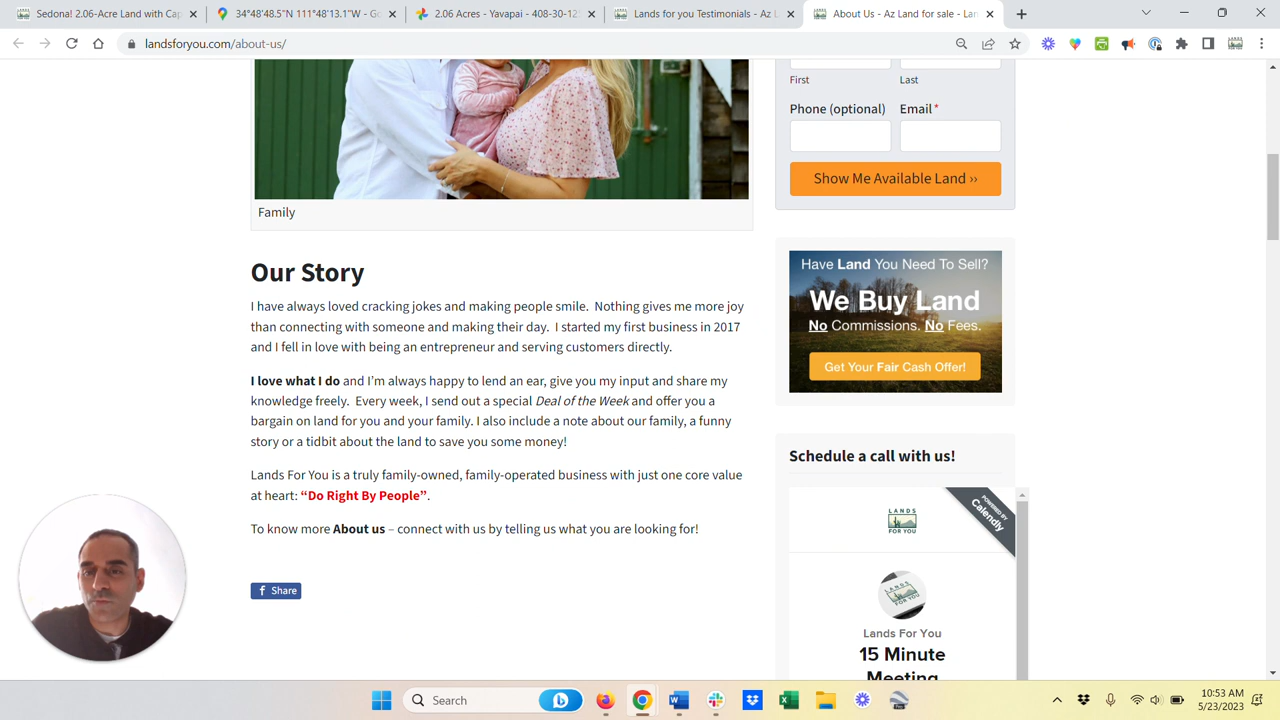 Sedona! 2.06-Acre Land with Cap
34°48'48.5"N 111°48'13.1"W - Go
2.06 Acres - Yavapai - 408-30-12
Lands for you Testimonials - Az L
About Us - Az Land for sale - Lan
landsforyou.com/about-us/
First
Last
Phone (optional)
Email *
Show Me Available Land ››
Family
Have Land You Need To Sell?
We Buy Land
No Commissions. No Fees.
Get Your Fair Cash Offer!
Our Story
I have always loved cracking jokes and making people smile. Nothing gives me more joy
than connecting with someone and making their day. I started my first business in 2017
and I fell in love with being an entrepreneur and serving customers directly.
I love what I do and I'm always happy to lend an ear, give you my input and share my
knowledge freely. Every week, I send out a special Deal of the Week and offer you a
bargain on land for you and your family. I also include a note about our family, a funny
story or a tidbit about the land to save you some money!
Lands For You is a truly family-owned, family-operated business with just one core value
at heart: “Do Right By People”.
To know more About us – connect with us by telling us what you are looking for!
Share
Schedule a call with us!
POWERED BY
Calendly
LANDS
FOR YOU
Lands For You
15 Minute
Meeting
Search
10:53 AM
5/23/2023